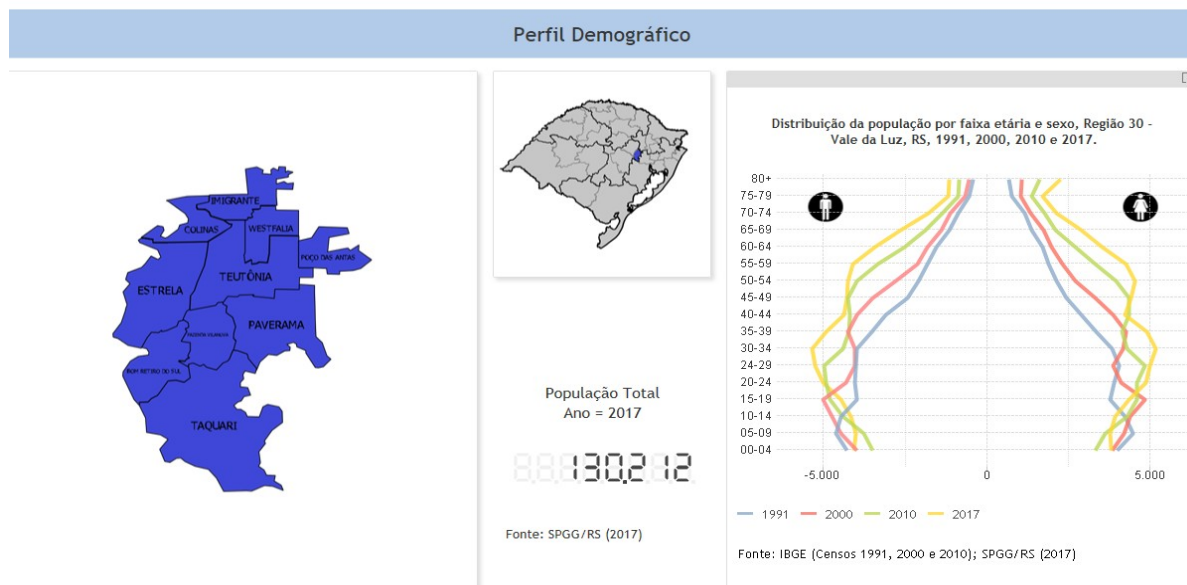 Perfil Demográfico
IMIGRANTE
COLINAS
WESTFALIA
POÇO DAS ANTAS
TEUTÔNIA
ESTRELA
PAVERAMA
FAZENDA VILANOVA
BOM RETIRO DO SUL
TAQUARI
População Total
Ano = 2017
130,212
Fonte: SPGG/RS (2017)
Distribuição da população por faixa etária e sexo, Região 30 -
Vale da Luz, RS, 1991, 2000, 2010 e 2017.
80+
75-79
70-74
65-69
60-64
55-59
50-54
45-49
40-44
35-39
30-34
24-29
20-24
15-19
10-14
05-09
00-04
-5.000 0 5.000
1991 2000 2010 2017
Fonte: IBGE (Censos 1991, 2000 e 2010); SPGG/RS (2017)